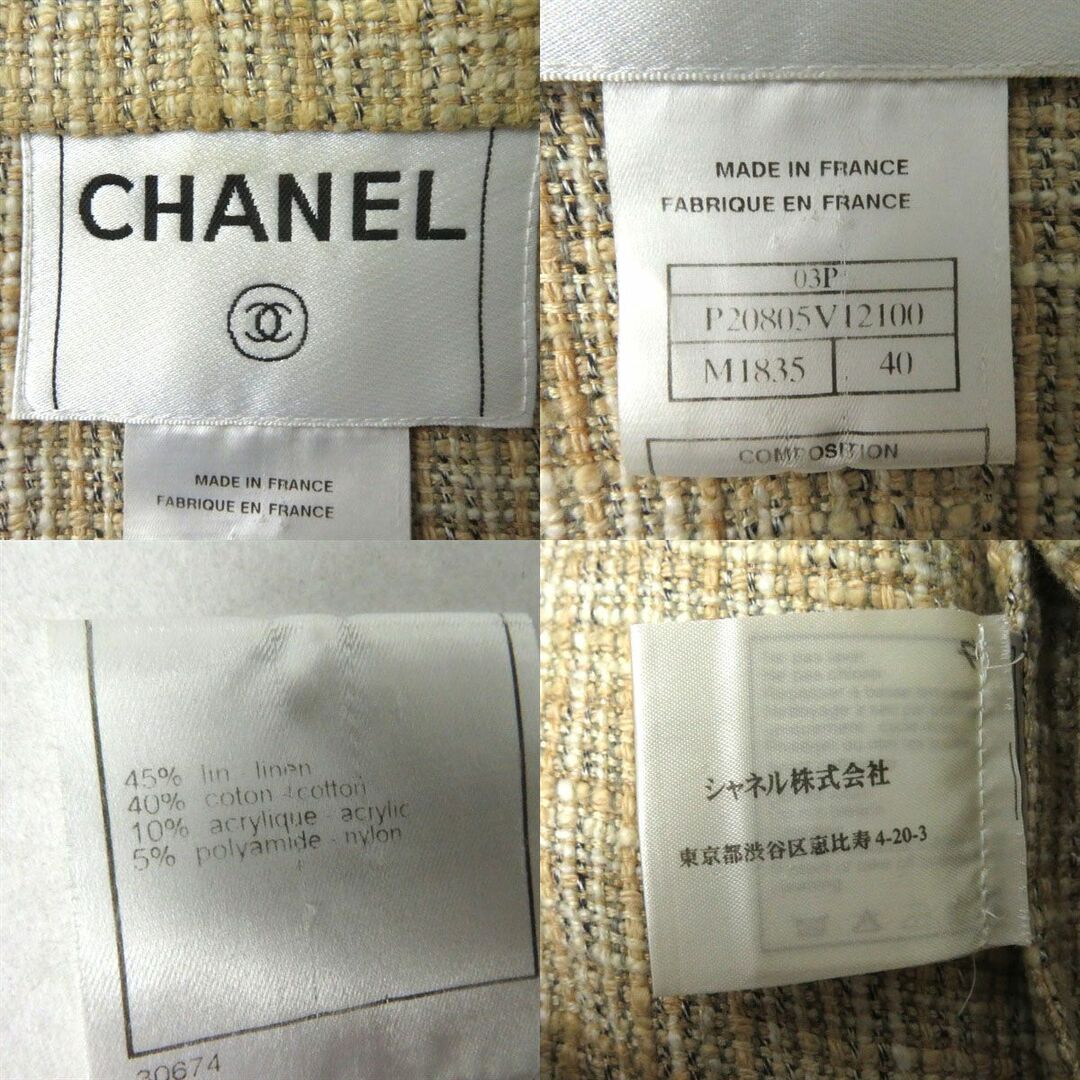 CHANEL
MADE IN FRANCE
FABRIQUE EN FRANCE
MADE IN FRANCE
FABRIQUE EN FRANCE
03P
P20805V12100
M1835 40
COMPOSITION
45% lin - linen
40% coton - cotton
10% acrylique - acrylic
5% polyamide - nylon
30674
シャネル株式会社
東京都渋谷区恵比寿4-20-3